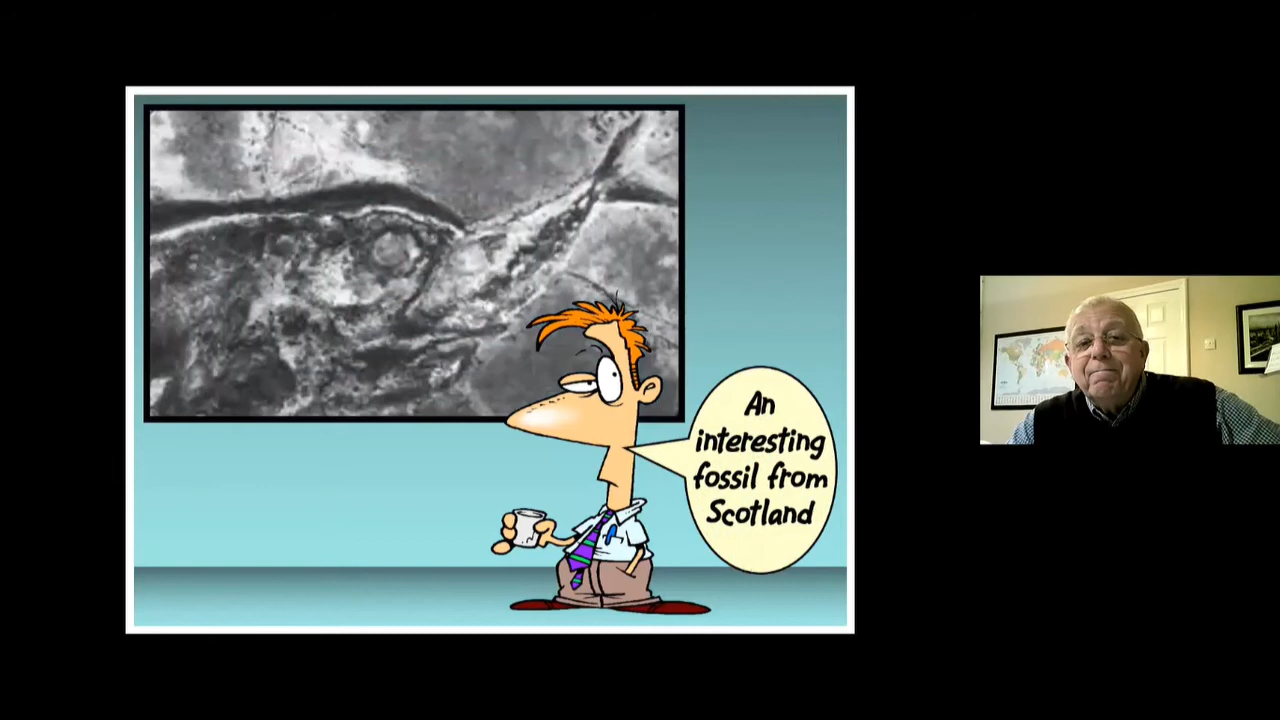 An
interesting
fossil from
Scotland